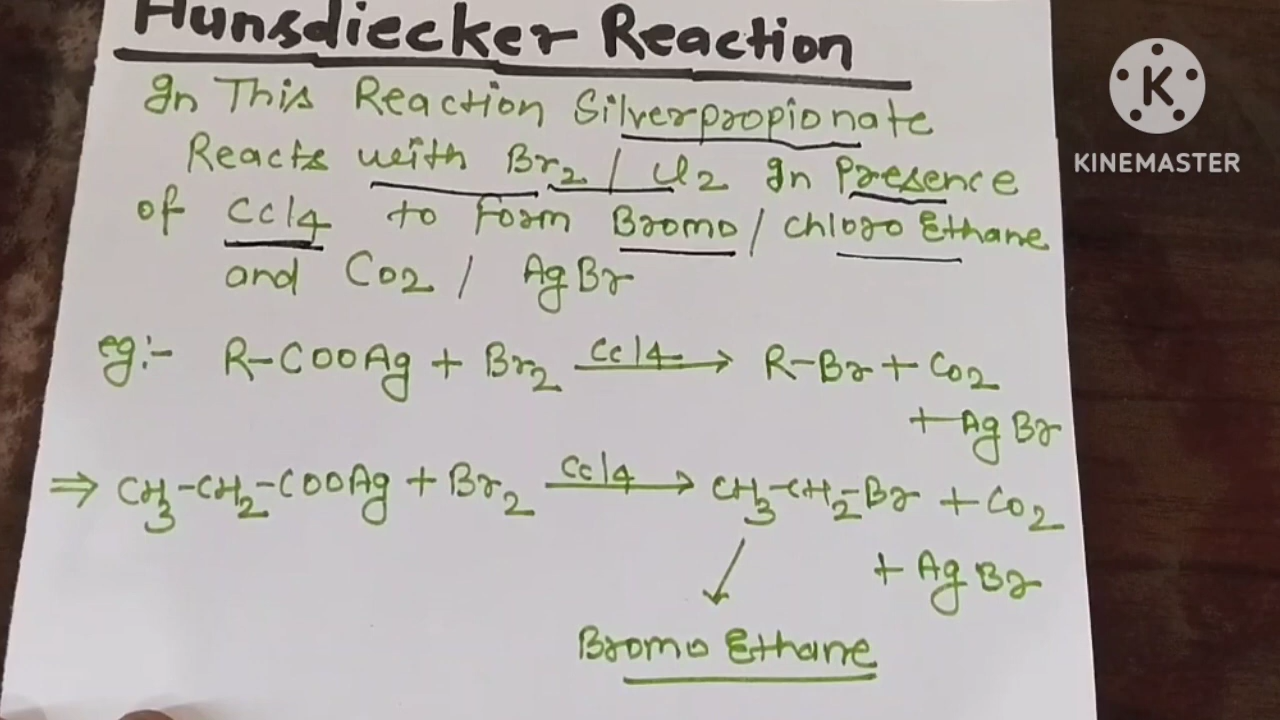 Hunsdiecker Reaction
In This Reaction Silverpropionate
Reacts with Br2 / Cl2 In Presence
of CCl4 to Form Bromo / chloro Ethane
and CO2 / AgBr
eg:- R-COOAg + Br2 CCl4 → R-Br + CO2
+ AgBr
⇒ CH3-CH2-COOAg + Br2 CCl4 → CH3-CH2-Br + CO2
+ AgBr
Bromo Ethane
K
KINEMASTER